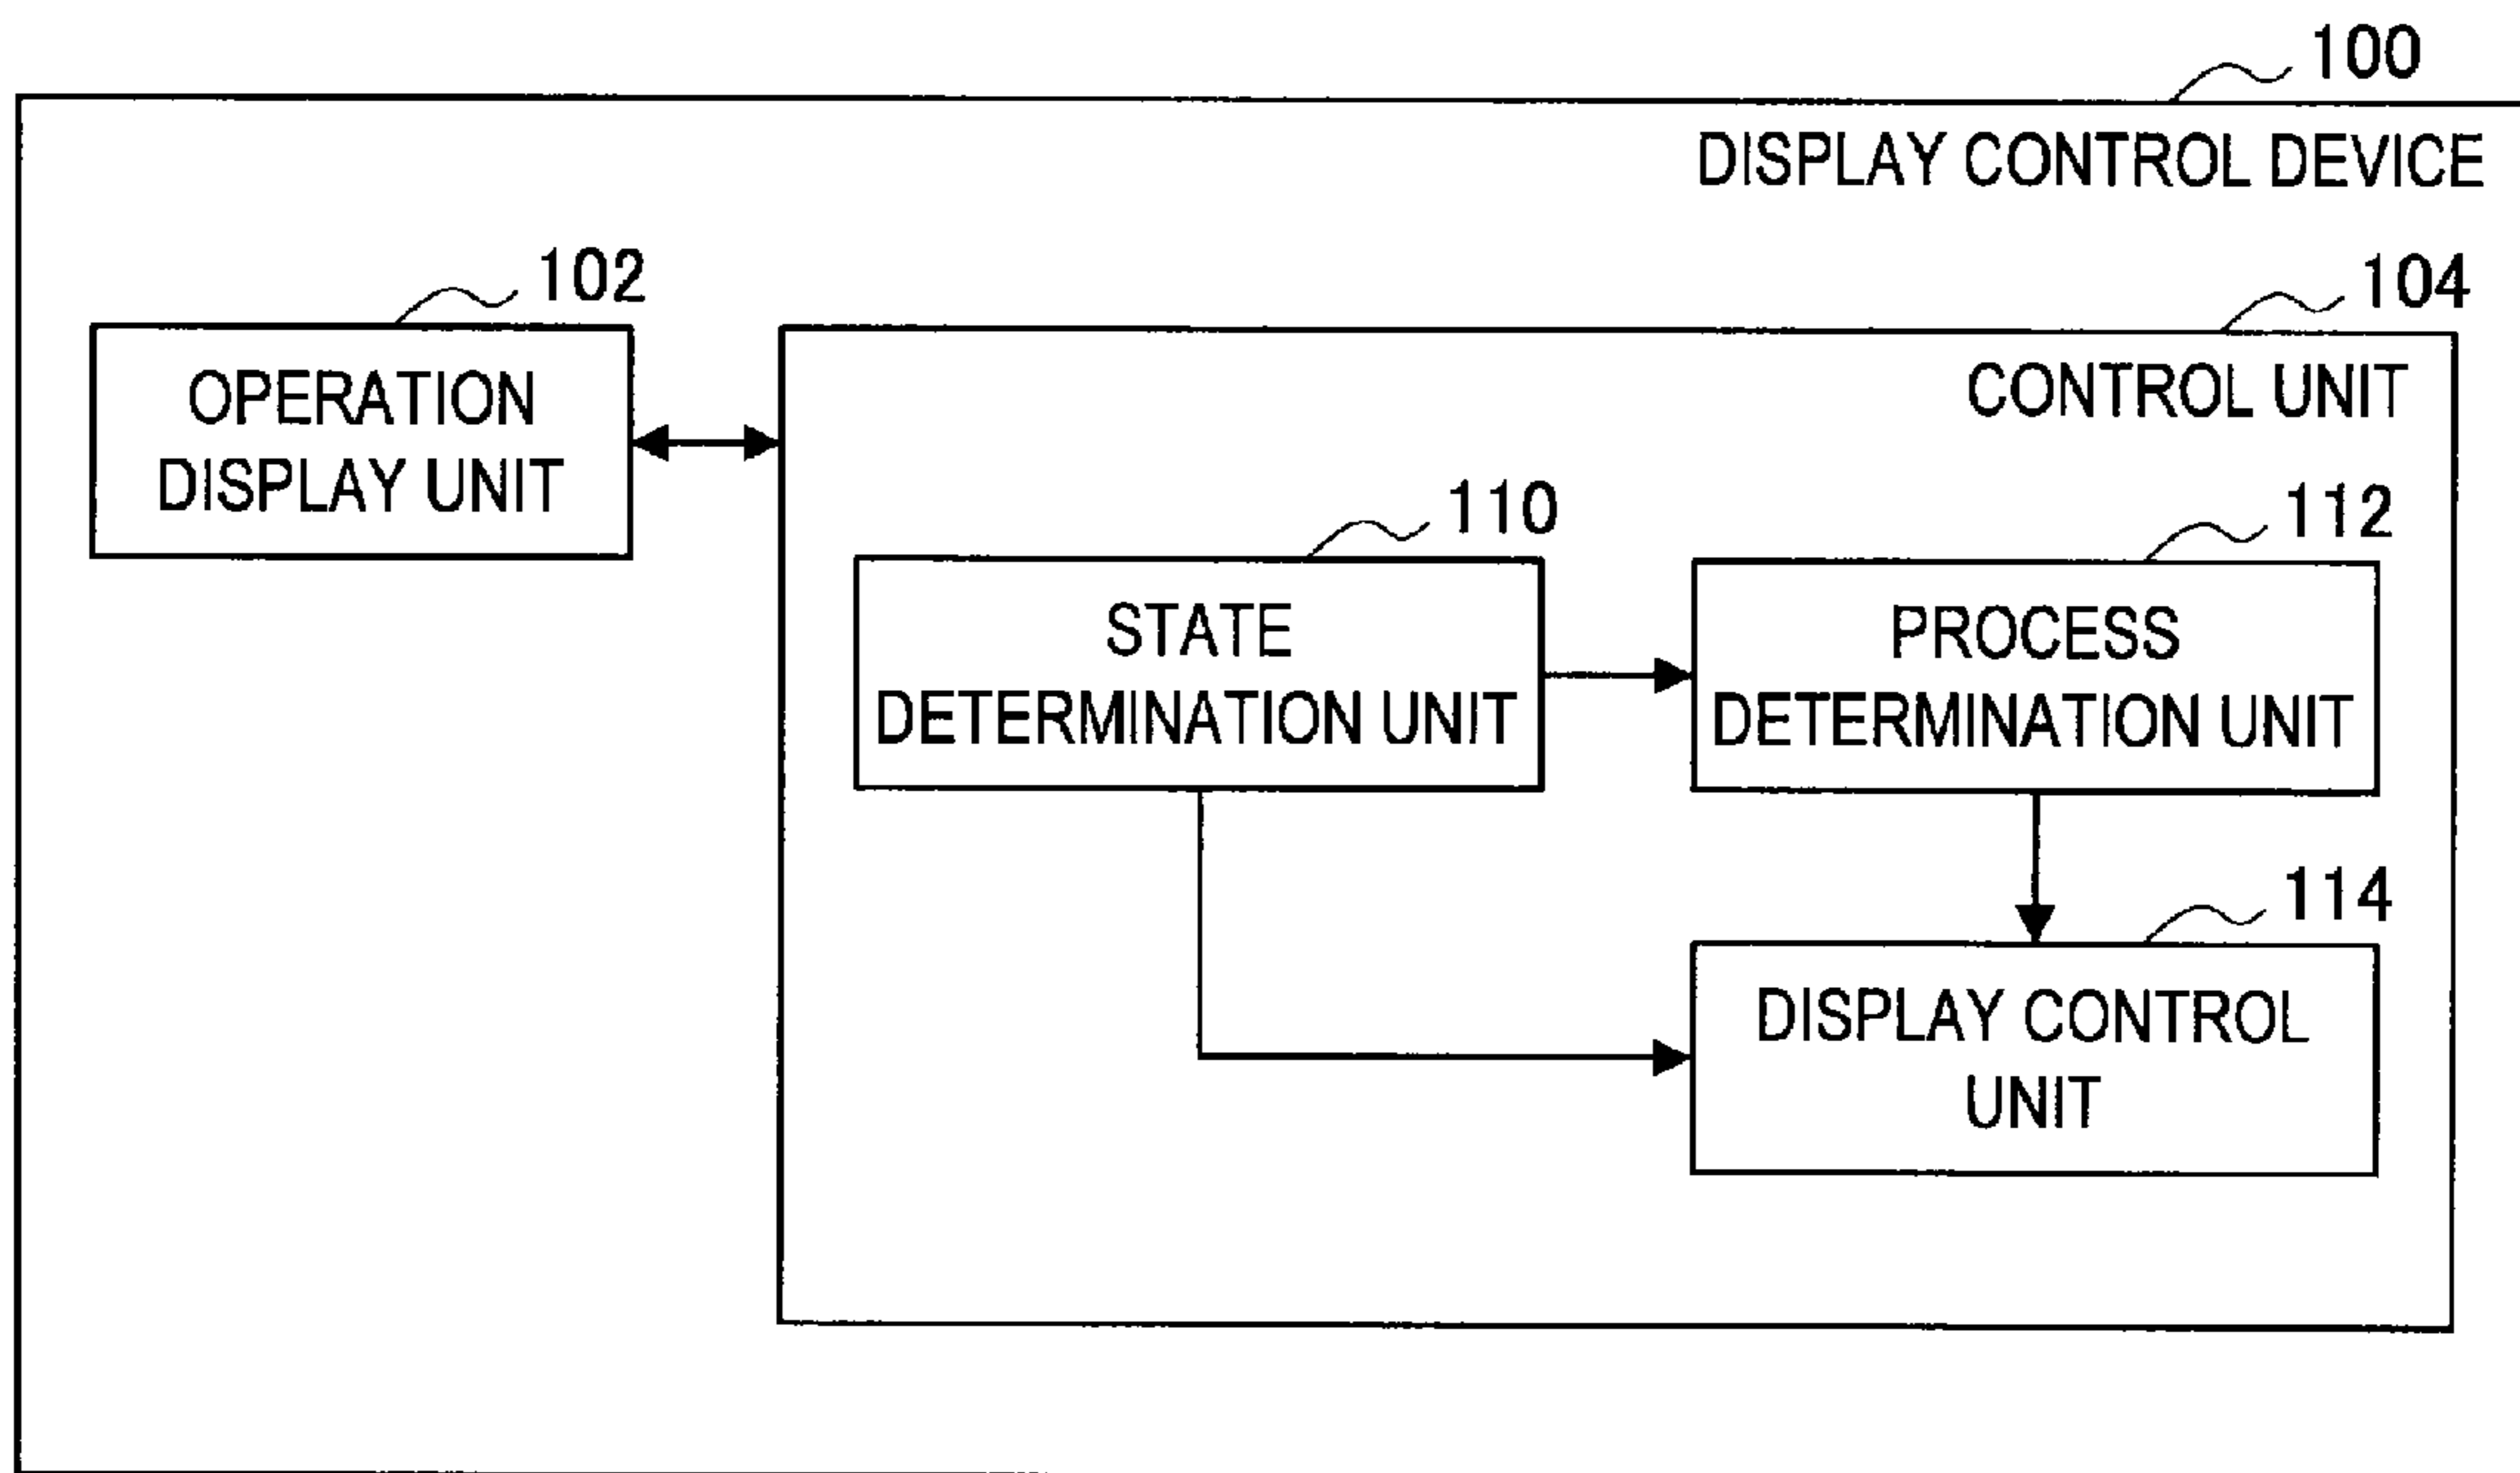 100
DISPLAY CONTROL DEVICE
102
104
OPERATION
DISPLAY UNIT
CONTROL UNIT
110
112
STATE
DETERMINATION UNIT
PROCESS
DETERMINATION UNIT
114
DISPLAY CONTROL
UNIT